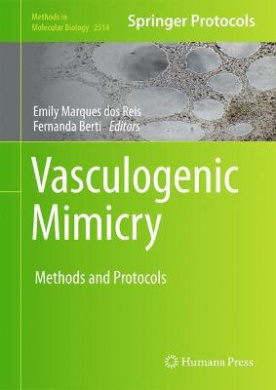 Methods in
Molecular Biology 2514
Springer Protocols
Emily Marques dos Reis
Fernanda Berti Editors
Vasculogenic
Mimicry
Methods and Protocols
Humana Press